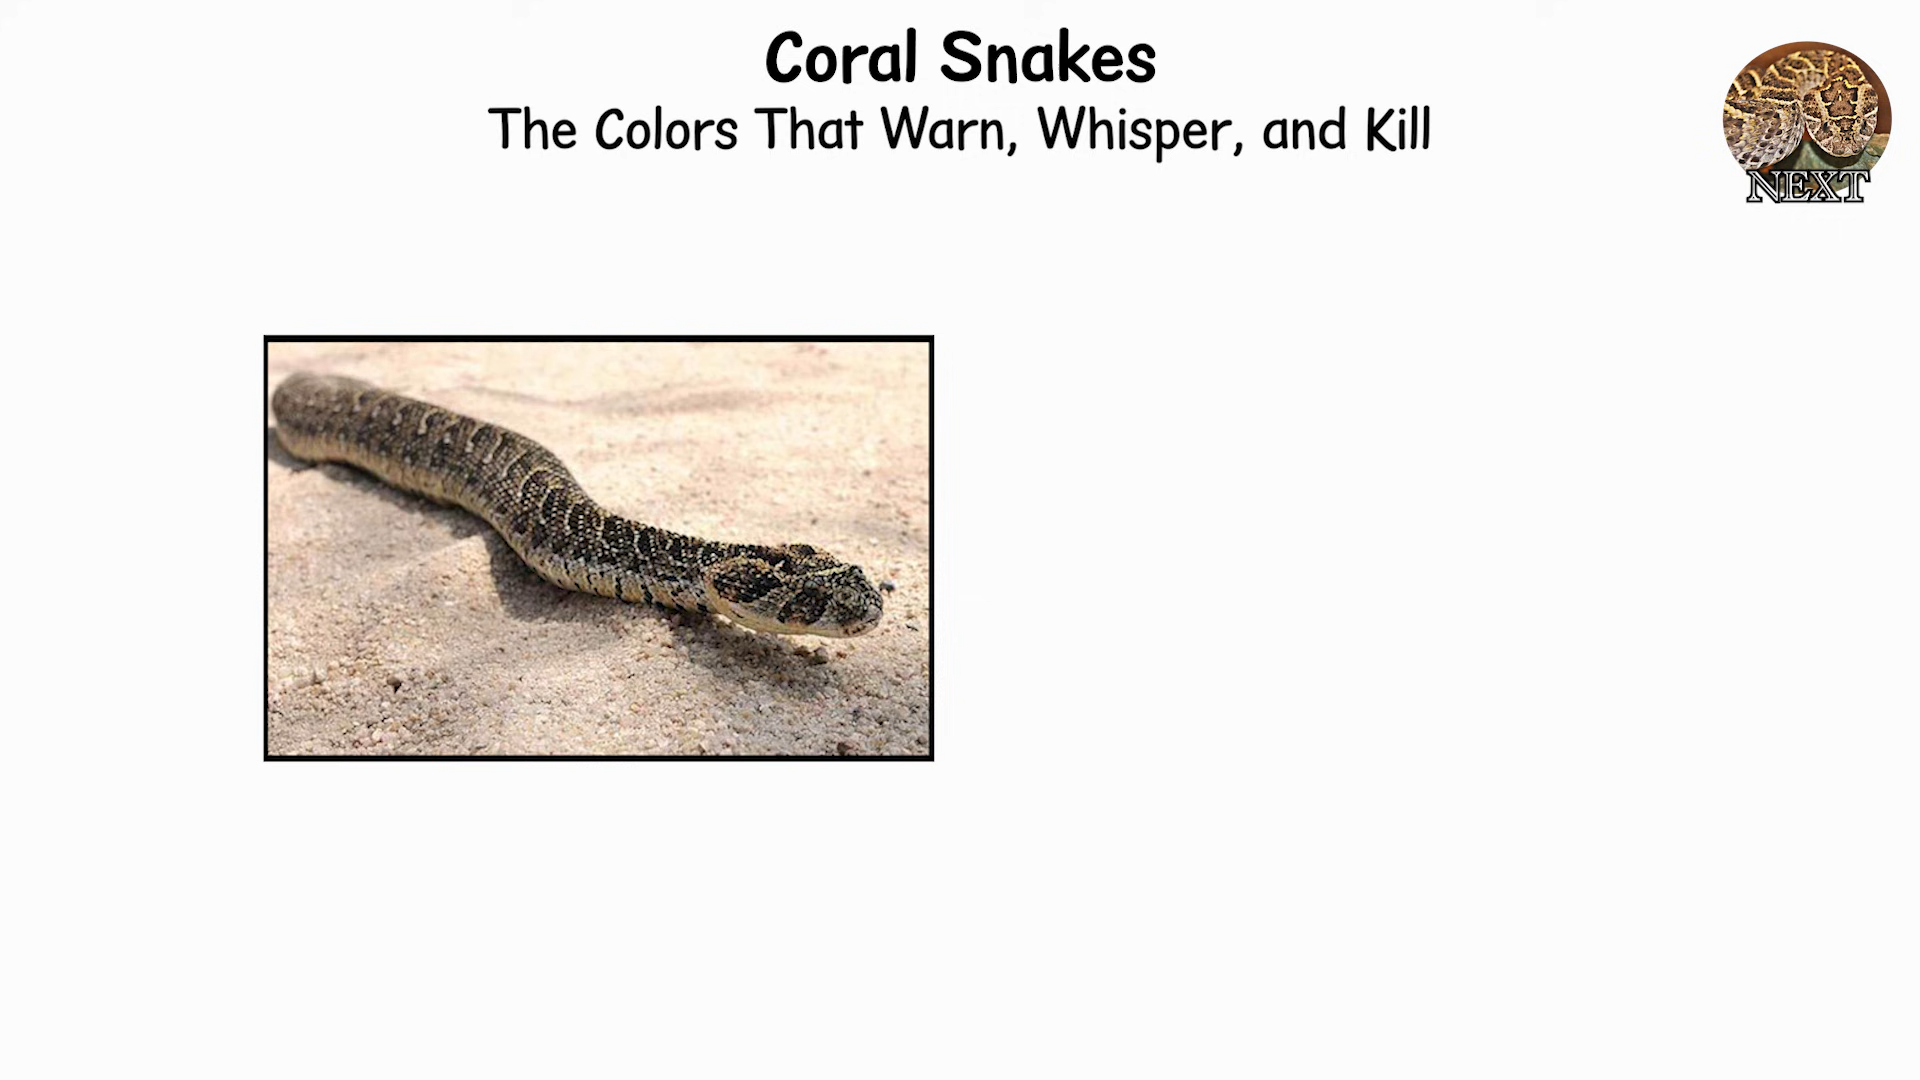 Coral Snakes
The Colors That Warn, Whisper, and Kill
NEXT